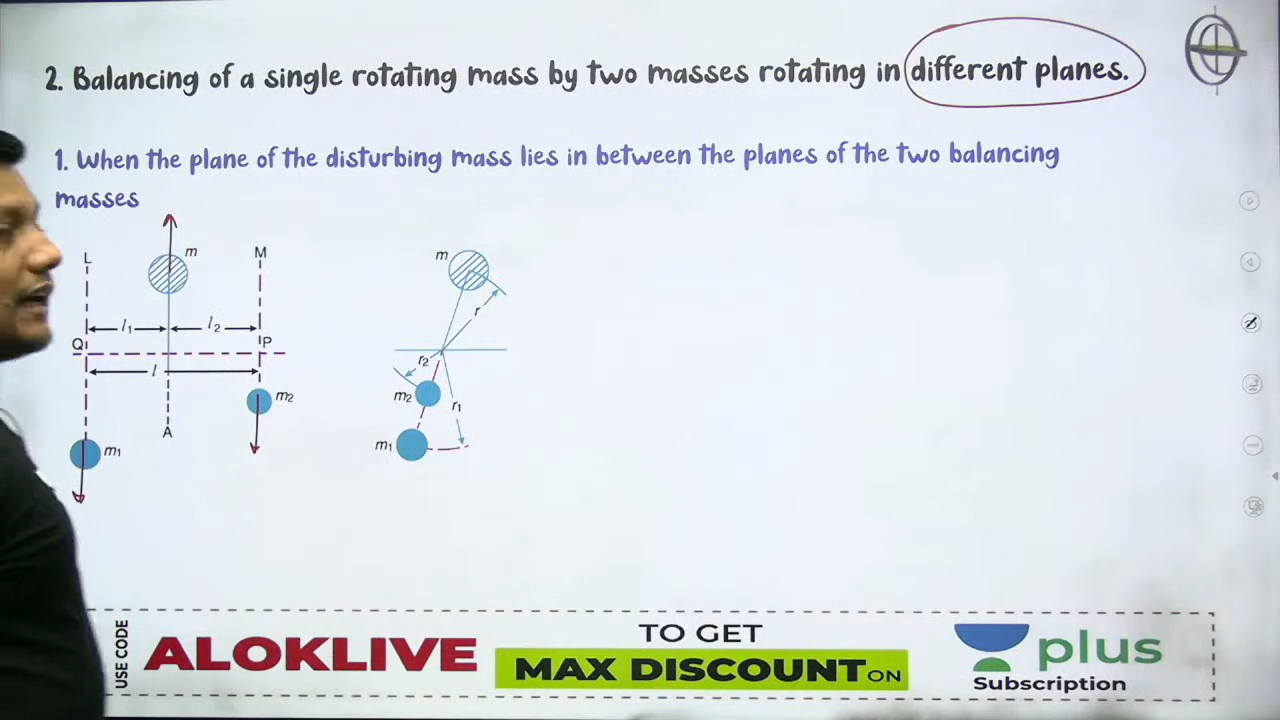 2. Balancing of a single rotating mass by two masses rotating in different planes.
1. When the plane of the disturbing mass lies in between the planes of the two balancing
masses
L
m
M
l1
l2
Q
P
l
m2
A
m1
m
r
r2
m2
r1
m1
USE CODE
ALOKLIVE
TO GET
MAX DISCOUNT ON
plus
Subscription